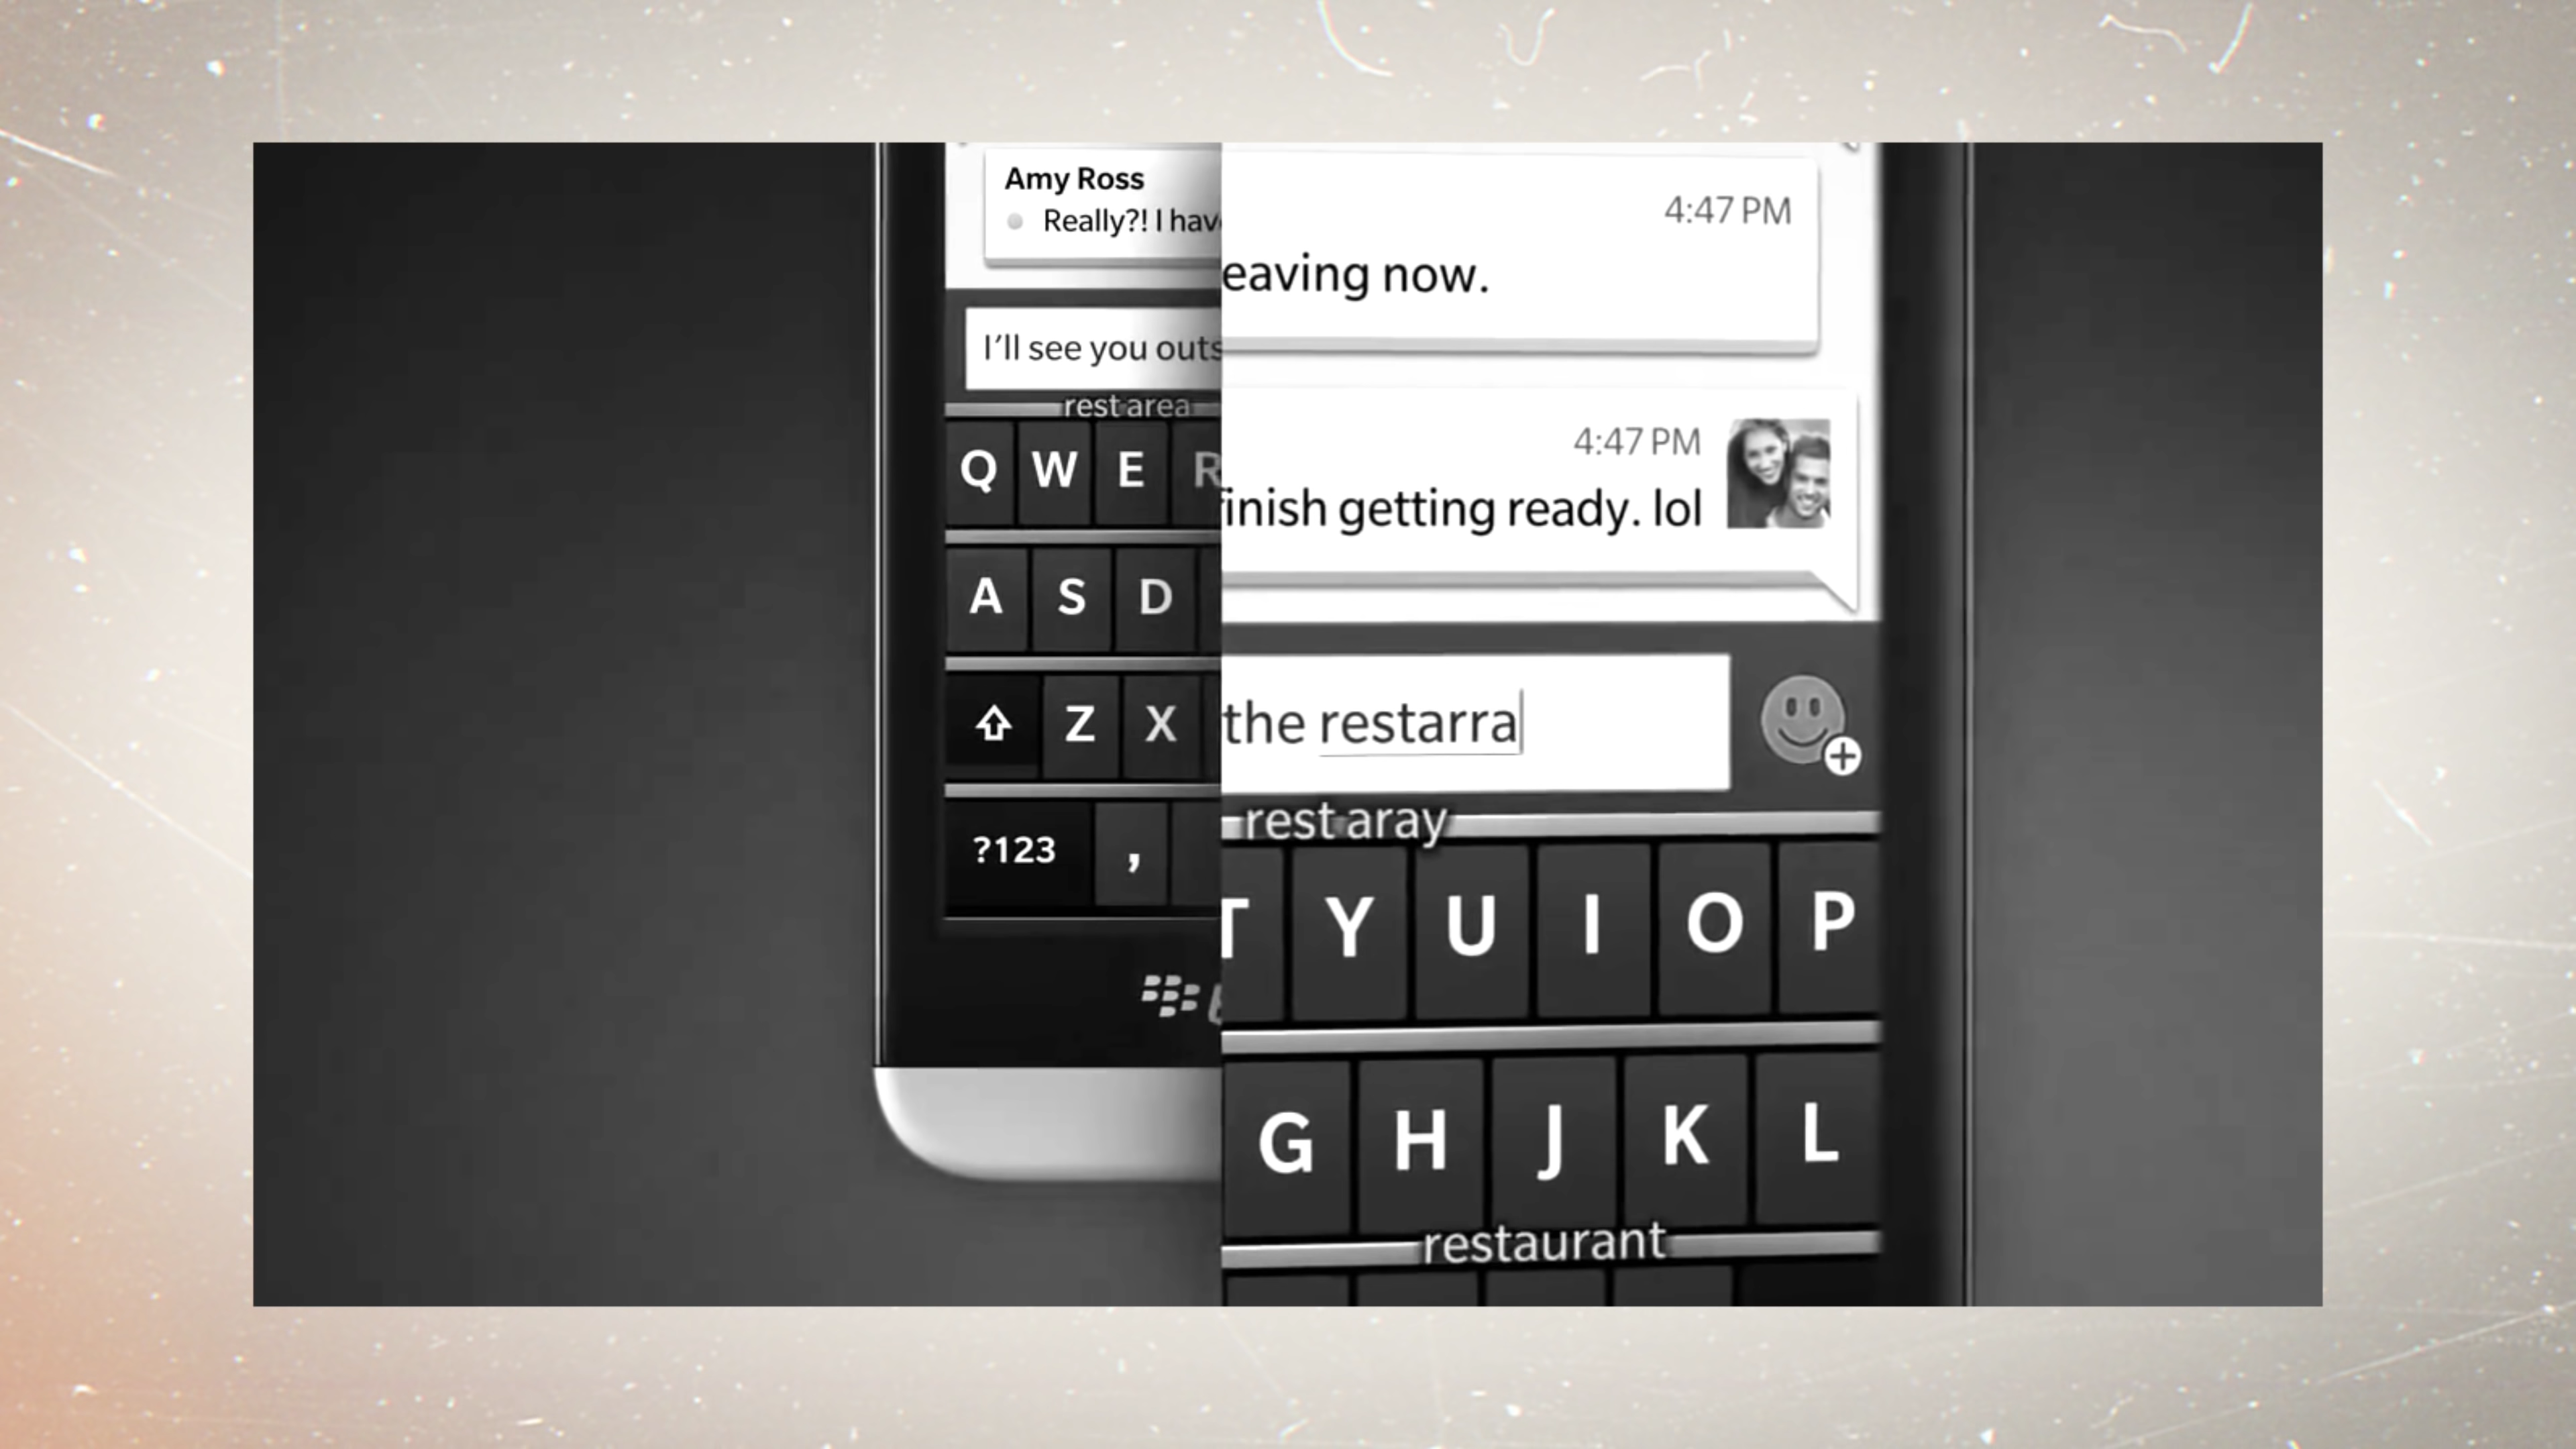 Amy Ross
Really?! I hav
I'll see you outs
rest area
Q W E R
A S D
Z X
?123 ,
4:47 PM
eaving now.
4:47 PM
finish getting ready. lol
the restarra
rest aray
T Y U I O P
G H J K L
restaurant